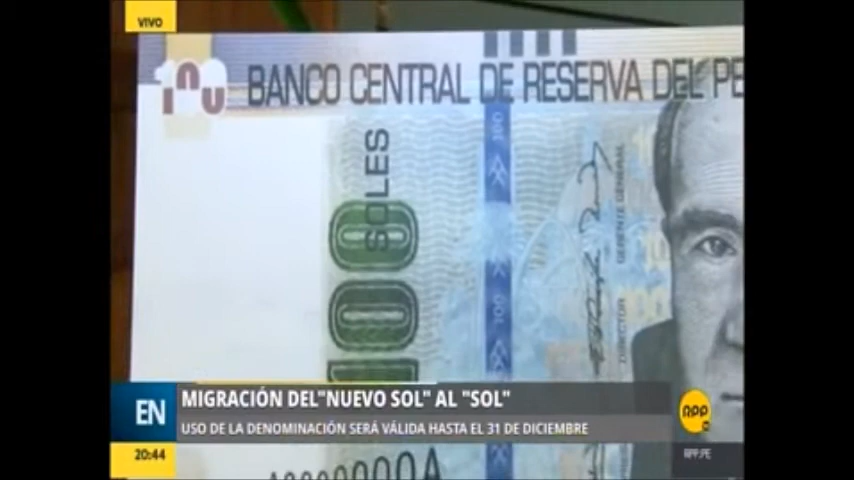 VIVO
BANCO CENTRAL DE RESERVA DEL PE
100
SOLES
100
100
DIRECTOR
GERENTE GENERAL
EN
MIGRACIÓN DEL"NUEVO SOL" AL "SOL"
USO DE LA DENOMINACIÓN SERÁ VÁLIDA HASTA EL 31 DE DICIEMBRE
RPP
20:44
RPP.PE